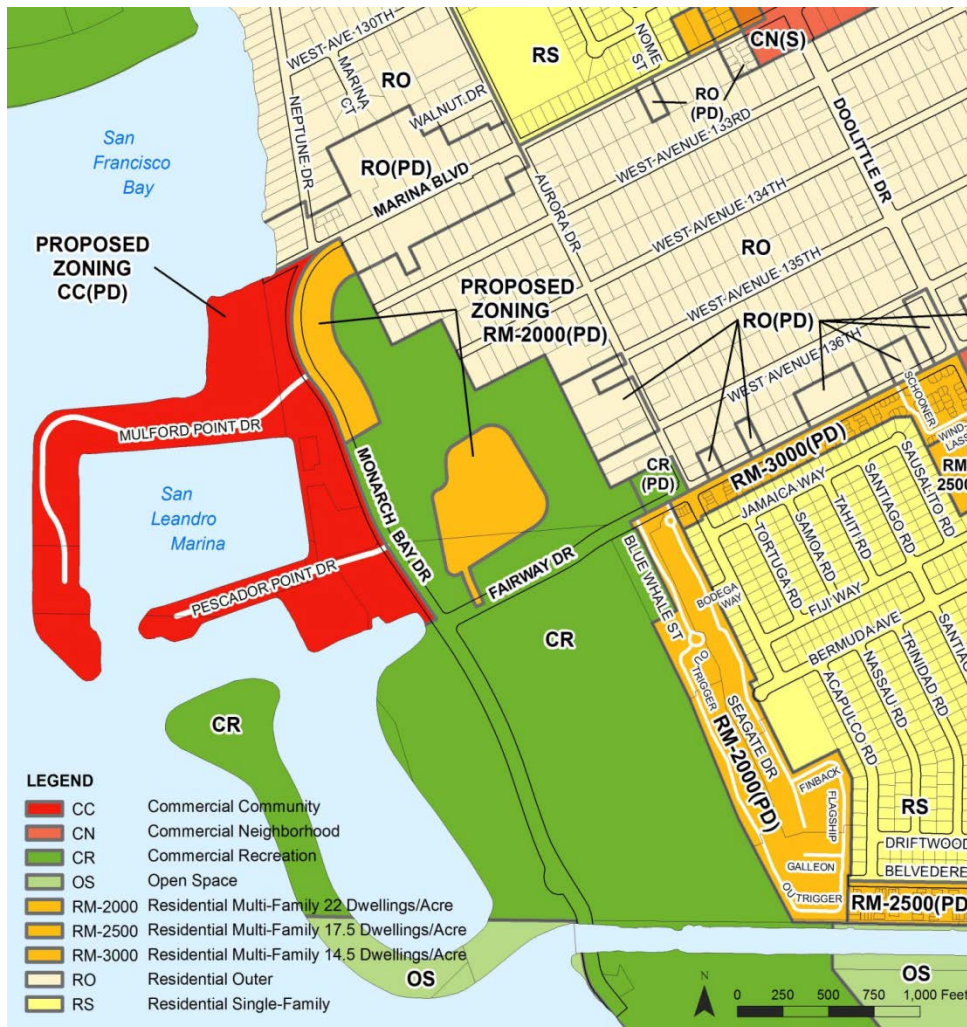 WEST-AVE-130TH
MARINA
CT
NEPTUNE-DR
RO
WALNUT-DR
RS
NOME
ST
CN(S)
RO
(PD)
San
Francisco
Bay
RO(PD)
MARINA BLVD
WEST-AVENUE-133RD
DOOLITTLE DR
AURORA DR
WEST-AVENUE-134TH
RO
PROPOSED
ZONING
CC(PD)
PROPOSED
ZONING
RM-2000(PD)
WEST-AVENUE-135TH
RO(PD)
WEST AVENUE-136TH
SCHOONER
WIND-
LASS
MULFORD POINT DR
San
Leandro
Marina
MONARCH BAY DR
CR
(PD)
RM-3000(PD)
RM-
2500(
JAMAICA WAY
SAUSALITO RD
SANTIAGO RD
TAHITI RD
SAMOA RD
TORTUGA RD
PESCADOR POINT DR
FAIRWAY DR
BLUE WHALE ST
BODEGA
WAY
FIJI WAY
BERMUDA AVE
CR
SANTIAG
TRINIDAD RD
NASSAU RD
ACAPULCO RD
SEAGATE DR
RM-2000(PD)
CR
FINBACK
FLAGSHIP
RS
DRIFTWOOD
BELVEDERE
GALLEON
OUTRIGGER
RM-2500(PD
OS
OS
LEGEND
CC Commercial Community
CN Commercial Neighborhood
CR Commercial Recreation
OS Open Space
RM-2000 Residential Multi-Family 22 Dwellings/Acre
RM-2500 Residential Multi-Family 17.5 Dwellings/Acre
RM-3000 Residential Multi-Family 14.5 Dwellings/Acre
RO Residential Outer
RS Residential Single-Family
N
0 250 500 750 1,000 Feet